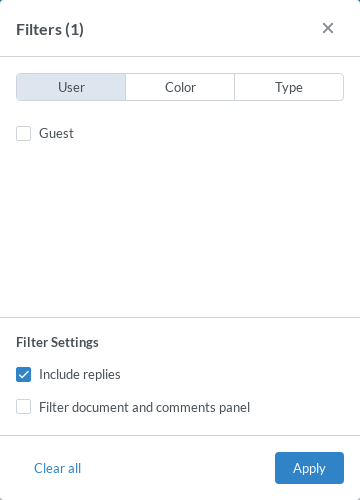 Filters (1)
User
Color
Type
Guest
Filter Settings
Include replies
Filter document and comments panel
Clear all
Apply